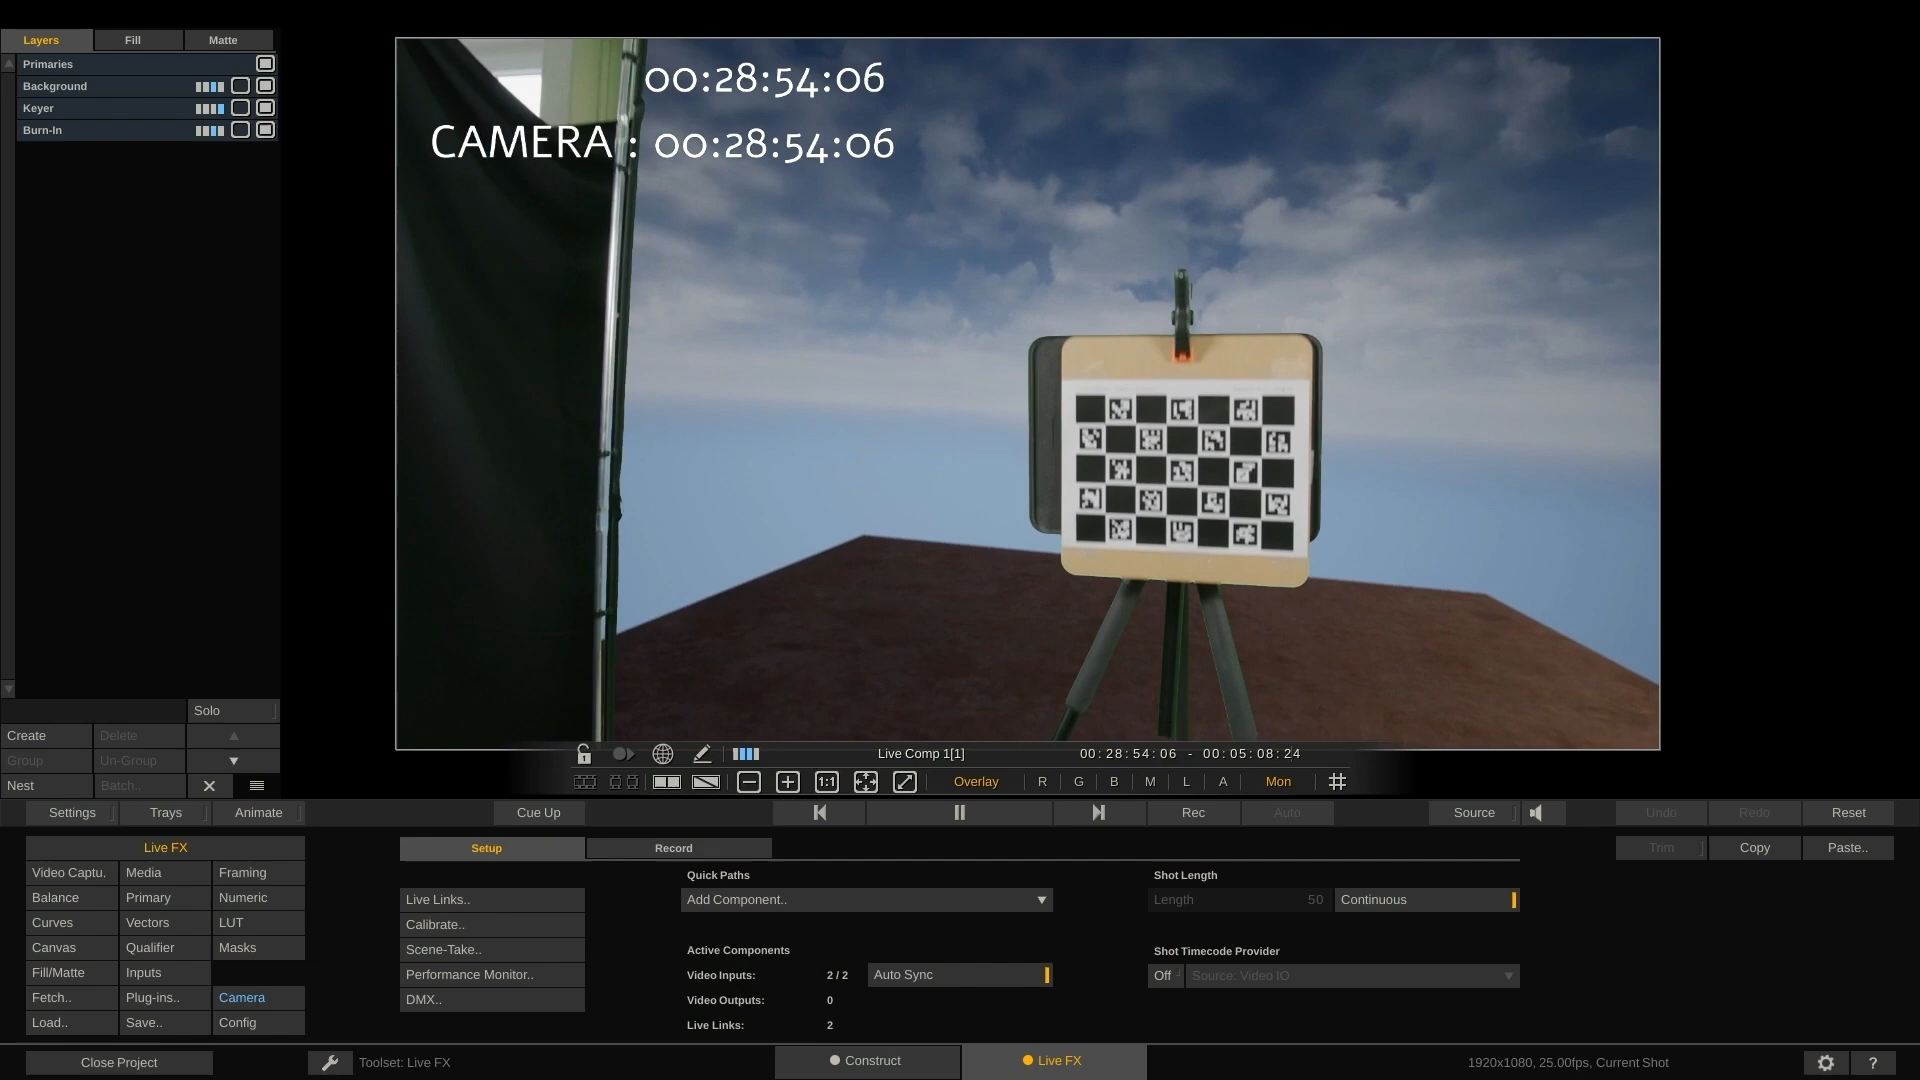 Layers Fill Matte
Primaries
Background
Keyer
Burn-In
00:28:54:06
CAMERA : 00:28:54:06
Solo
Create Delete
Group Un-Group
Nest Batch..
Live Comp 1[1] 00:28:54:06 - 00:05:08:24
1:1 Overlay R G B M L A Mon
Settings Trays Animate Cue Up Rec Auto Source Undo Redo Reset
Live FX Setup Record Trim Copy Paste..
Video Captu. Media Framing
Balance Primary Numeric
Curves Vectors LUT
Canvas Qualifier Masks
Fill/Matte Inputs
Fetch.. Plug-ins.. Camera
Load.. Save.. Config
Live Links..
Calibrate..
Scene-Take..
Performance Monitor..
DMX..
Quick Paths
Add Component..
Active Components
Video Inputs: 2 / 2 Auto Sync
Video Outputs: 0
Live Links: 2
Shot Length
Length 50 Continuous
Shot Timecode Provider
Off Source: Video IO
Close Project Toolset: Live FX Construct Live FX 1920x1080, 25.00fps, Current Shot ?